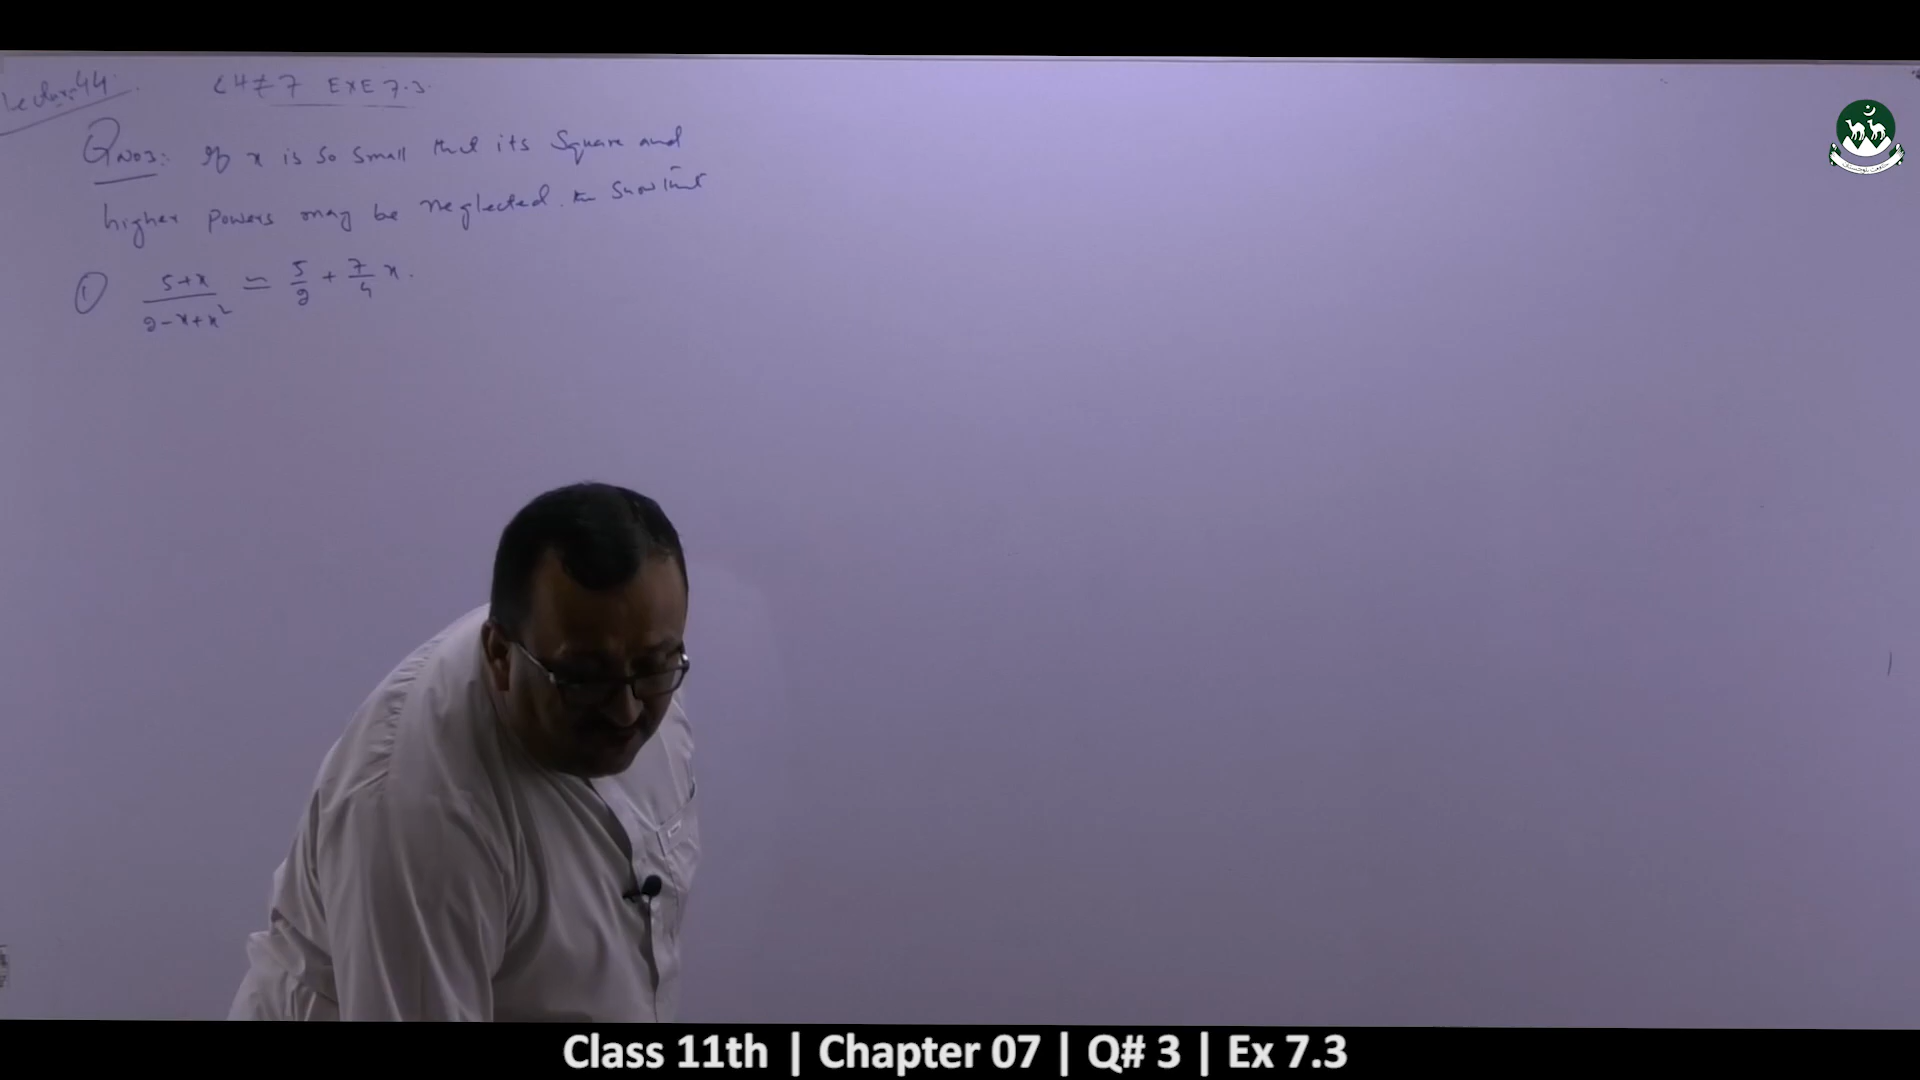 Lecture 44
CH # 7 EXE 7.3
Q NO3: If x is so small that its Square and
higher powers may be neglected. Show that
① (5+x)/(2-x+x²) ≃ 5/2 + 7/4 x.
Class 11th | Chapter 07 | Q# 3 | Ex 7.3